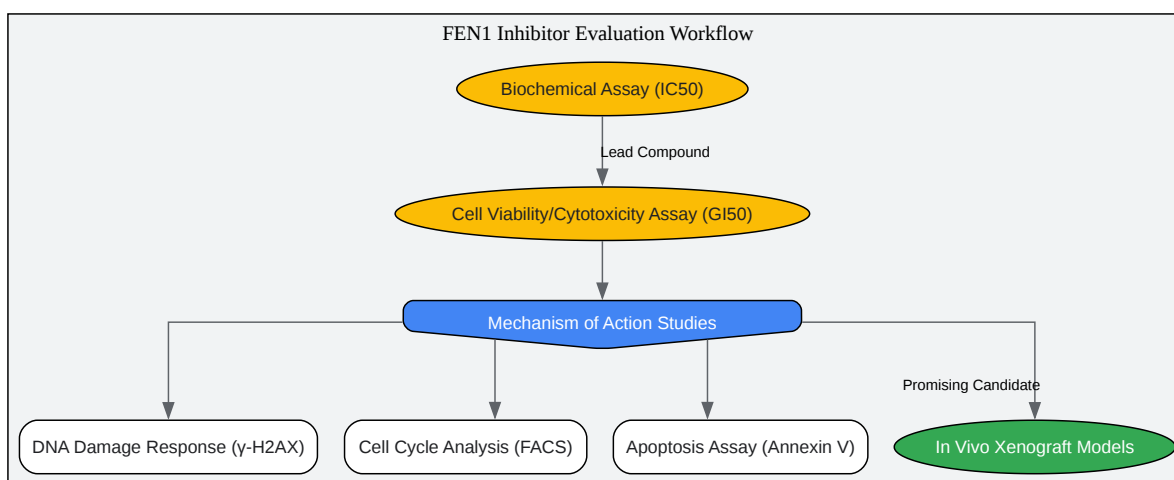 FEN1 Inhibitor Evaluation Workflow
Biochemical Assay (IC50)
Lead Compound
Cell Viability/Cytotoxicity Assay (GI50)
Mechanism of Action Studies
Promising Candidate
DNA Damage Response (γ-H2AX)
Cell Cycle Analysis (FACS)
Apoptosis Assay (Annexin V)
In Vivo Xenograft Models